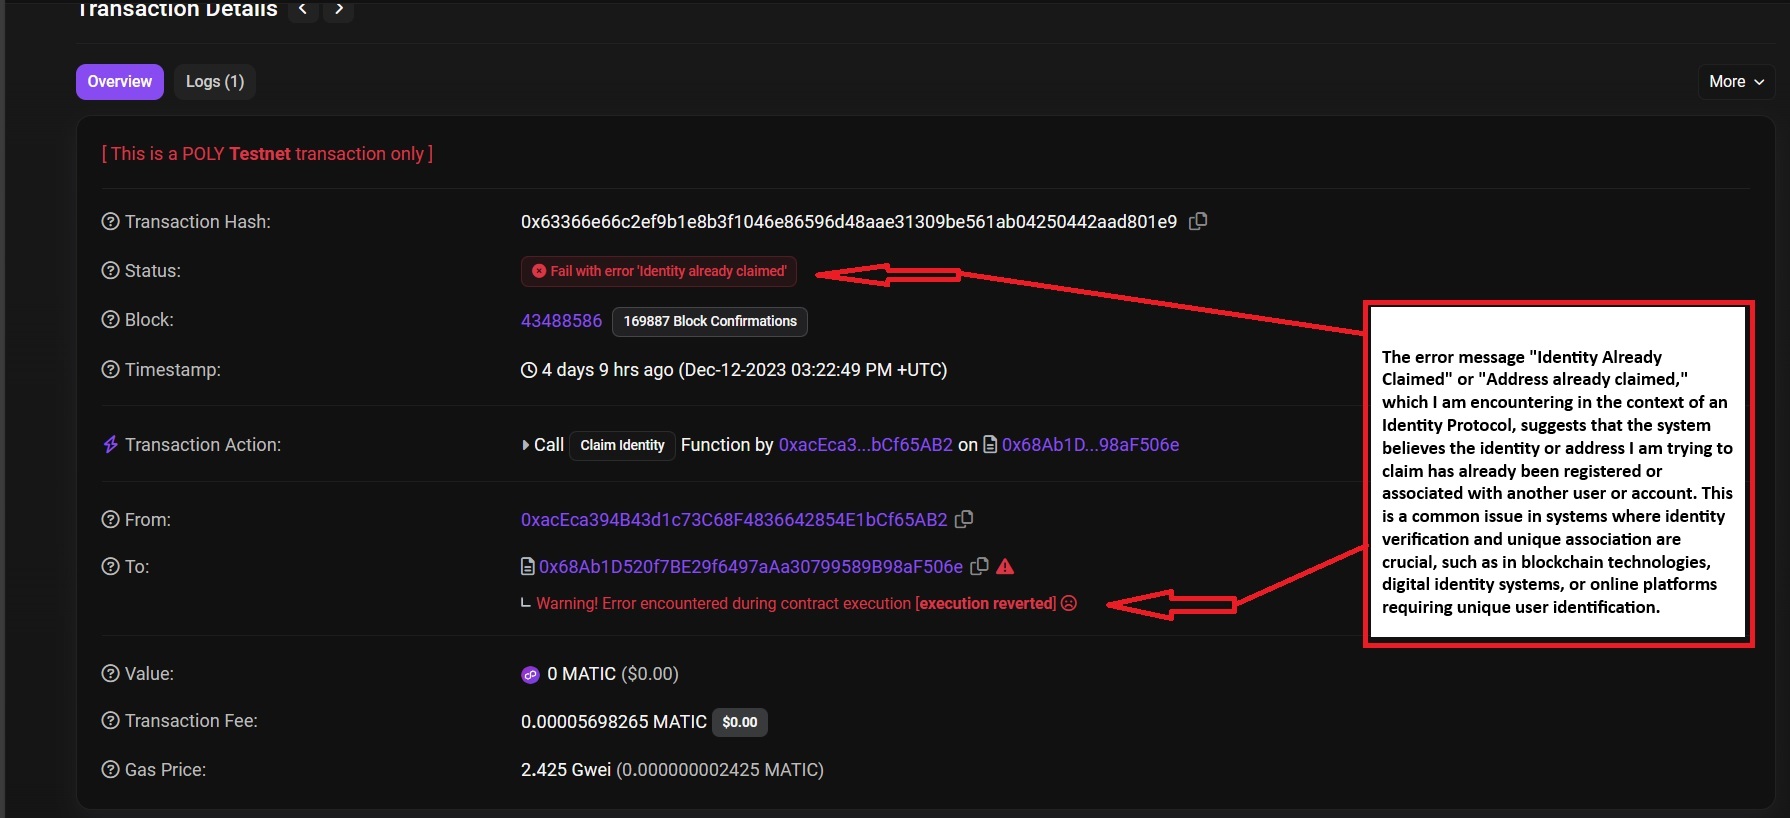 Transaction Details
Overview
Logs (1)
More
[ This is a POLY Testnet transaction only ]
Transaction Hash:
0x63366e66c2ef9b1e8b3f1046e86596d48aae31309be561ab04250442aad801e9
Status:
Fail with error 'Identity already claimed'
Block:
43488586 169887 Block Confirmations
Timestamp:
4 days 9 hrs ago (Dec-12-2023 03:22:49 PM +UTC)
Transaction Action:
Call Claim Identity Function by 0xacEca3...bCf65AB2 on 0x68Ab1D...98aF506e
From:
0xacEca394B43d1c73C68F4836642854E1bCf65AB2
To:
0x68Ab1D520f7BE29f6497aAa30799589B98aF506e
Warning! Error encountered during contract execution [execution reverted]
Value:
0 MATIC ($0.00)
Transaction Fee:
0.00005698265 MATIC $0.00
Gas Price:
2.425 Gwei (0.000000002425 MATIC)
The error message "Identity Already
Claimed" or "Address already claimed,"
which I am encountering in the context of an
Identity Protocol, suggests that the system
believes the identity or address I am trying to
claim has already been registered or
associated with another user or account. This
is a common issue in systems where identity
verification and unique association are
crucial, such as in blockchain technologies,
digital identity systems, or online platforms
requiring unique user identification.